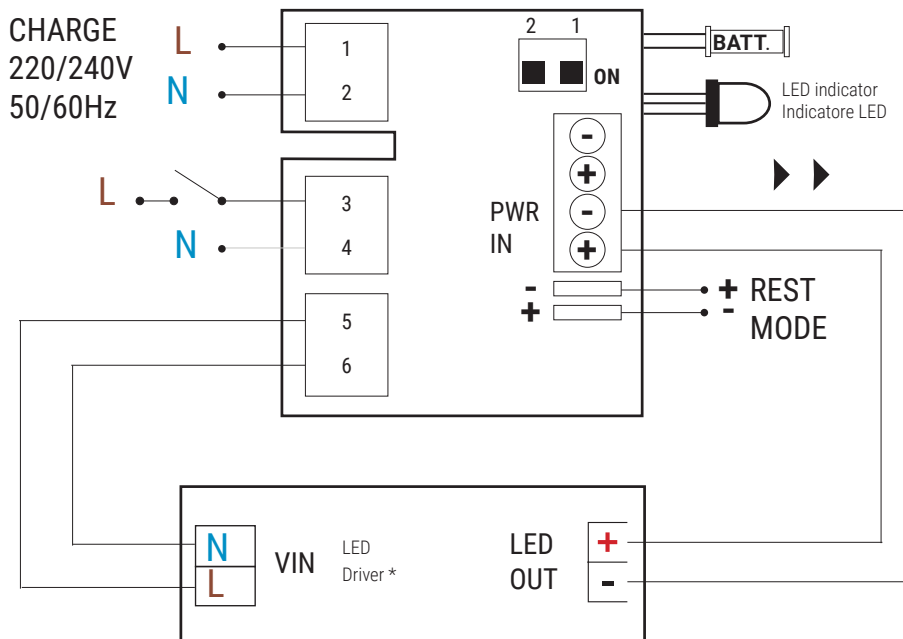 CHARGE
220/240V
50/60Hz
L
N
1
2
2 1
ON
BATT.
LED indicator
Indicatore LED
L
N
3
4
PWR
IN
-
+
-
+
- + REST
+ - MODE
5
6
N
L
VIN
LED
Driver *
LED
OUT
+
-